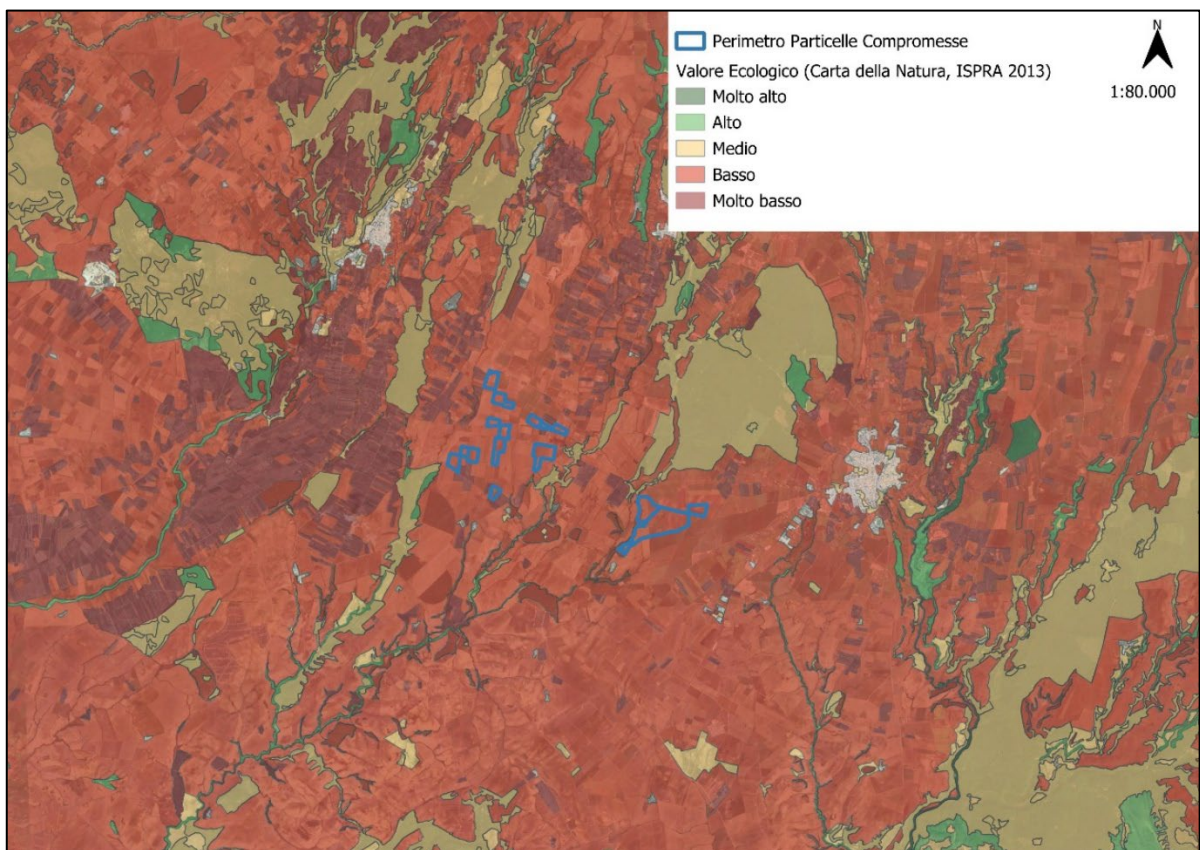 N
Perimetro Particelle Compromesse
Valore Ecologico (Carta della Natura, ISPRA 2013)
1:80.000
Molto alto
Alto
Medio
Basso
Molto basso